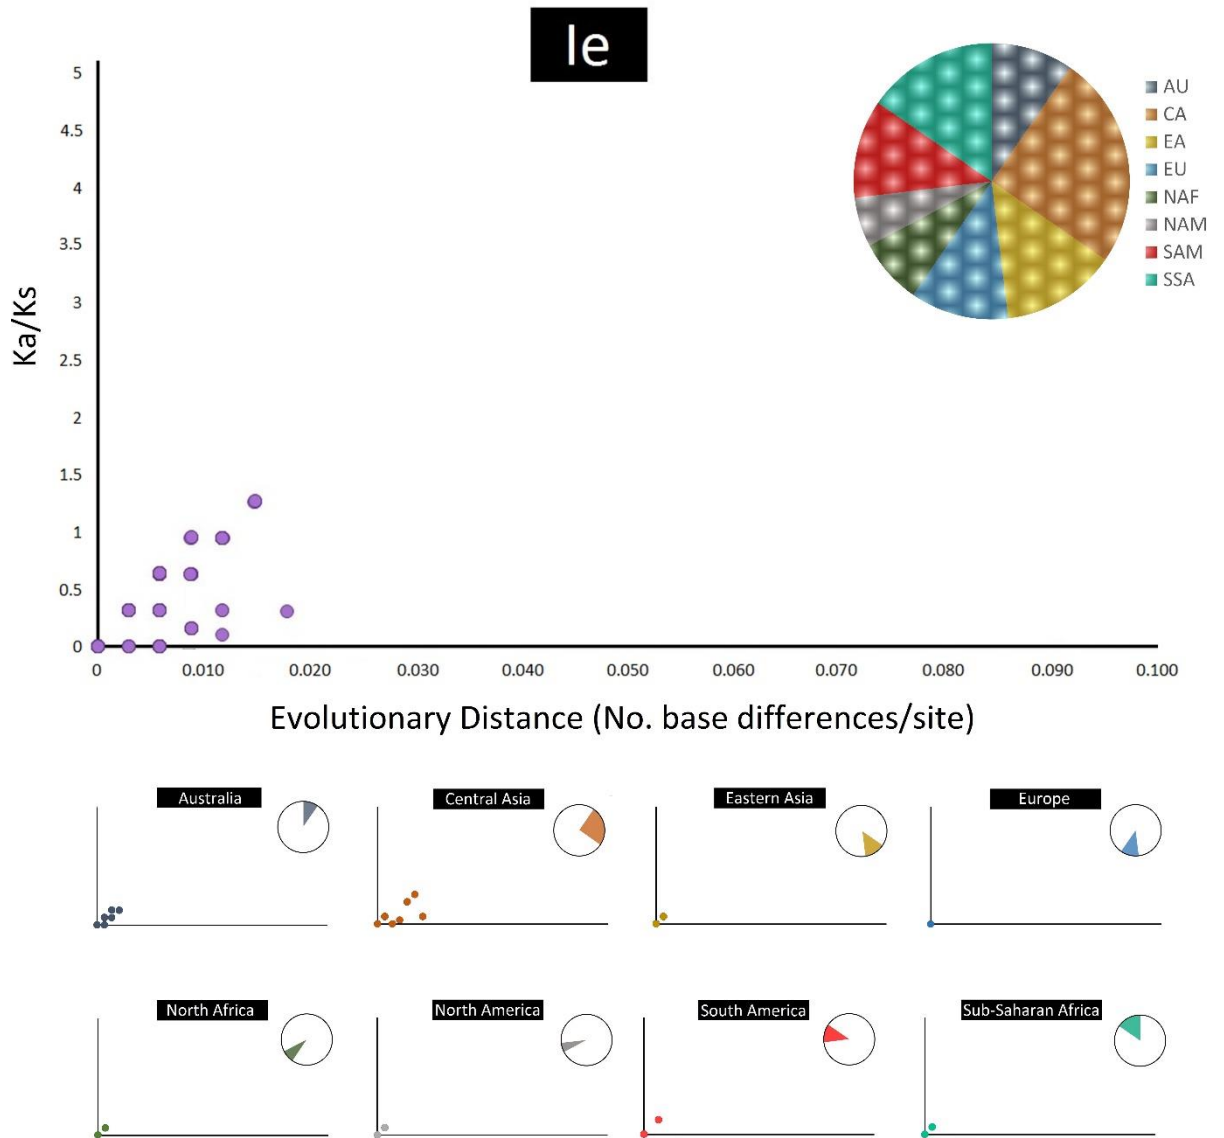 Ie
5
4.5
4
3.5
3
2.5
2
1.5
1
0.5
0
Ka/Ks
0 0.010 0.020 0.030 0.040 0.050 0.060 0.070 0.080 0.090 0.100
Evolutionary Distance (No. base differences/site)
AU
CA
EA
EU
NAF
NAM
SAM
SSA
Australia
Central Asia
Eastern Asia
Europe
North Africa
North America
South America
Sub-Saharan Africa